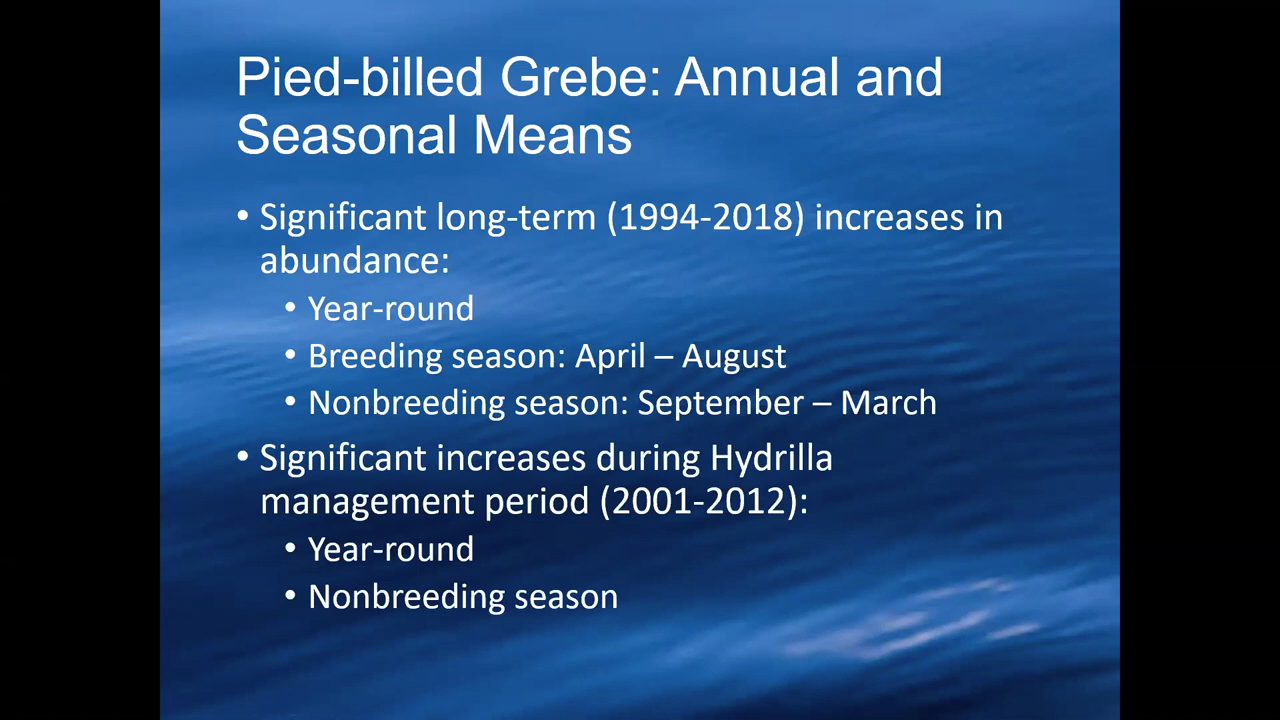 Pied-billed Grebe: Annual and
Seasonal Means
• Significant long-term (1994-2018) increases in
abundance:
• Year-round
• Breeding season: April – August
• Nonbreeding season: September – March
• Significant increases during Hydrilla
management period (2001-2012):
• Year-round
• Nonbreeding season